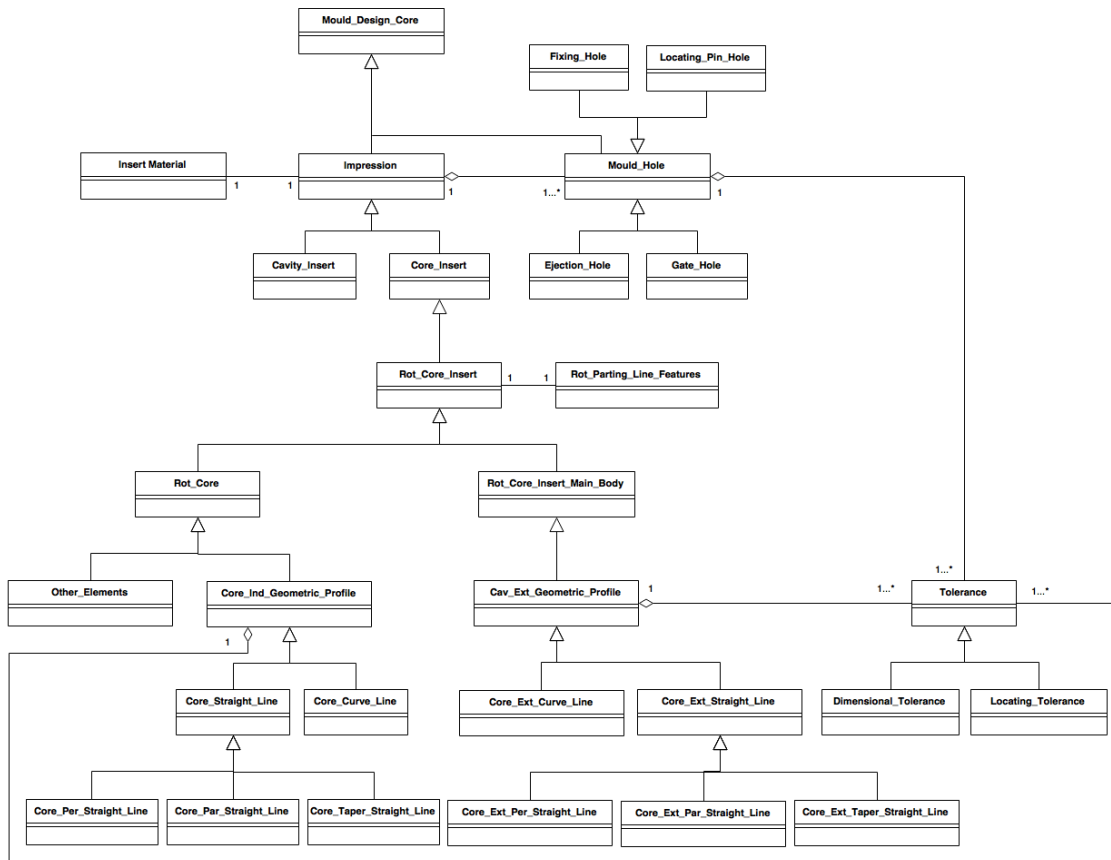 Mould_Design_Core
Fixing_Hole
Locating_Pin_Hole
Insert Material
Impression
Mould_Hole
1
1
1
1...*
1
Cavity_Insert
Core_Insert
Ejection_Hole
Gate_Hole
Rot_Core_Insert
1
1
Rot_Parting_Line_Features
Rot_Core
Rot_Core_Insert_Main_Body
1...*
Other_Elements
Core_Ind_Geometric_Profile
Cav_Ext_Geometric_Profile
1
1...*
Tolerance
1...*
1
Core_Straight_Line
Core_Curve_Line
Core_Ext_Curve_Line
Core_Ext_Straight_Line
Dimensional_Tolerance
Locating_Tolerance
Core_Per_Straight_Line
Core_Par_Straight_Line
Core_Taper_Straight_Line
Core_Ext_Per_Straight_Line
Core_Ext_Par_Straight_Line
Core_Ext_Taper_Straight_Line